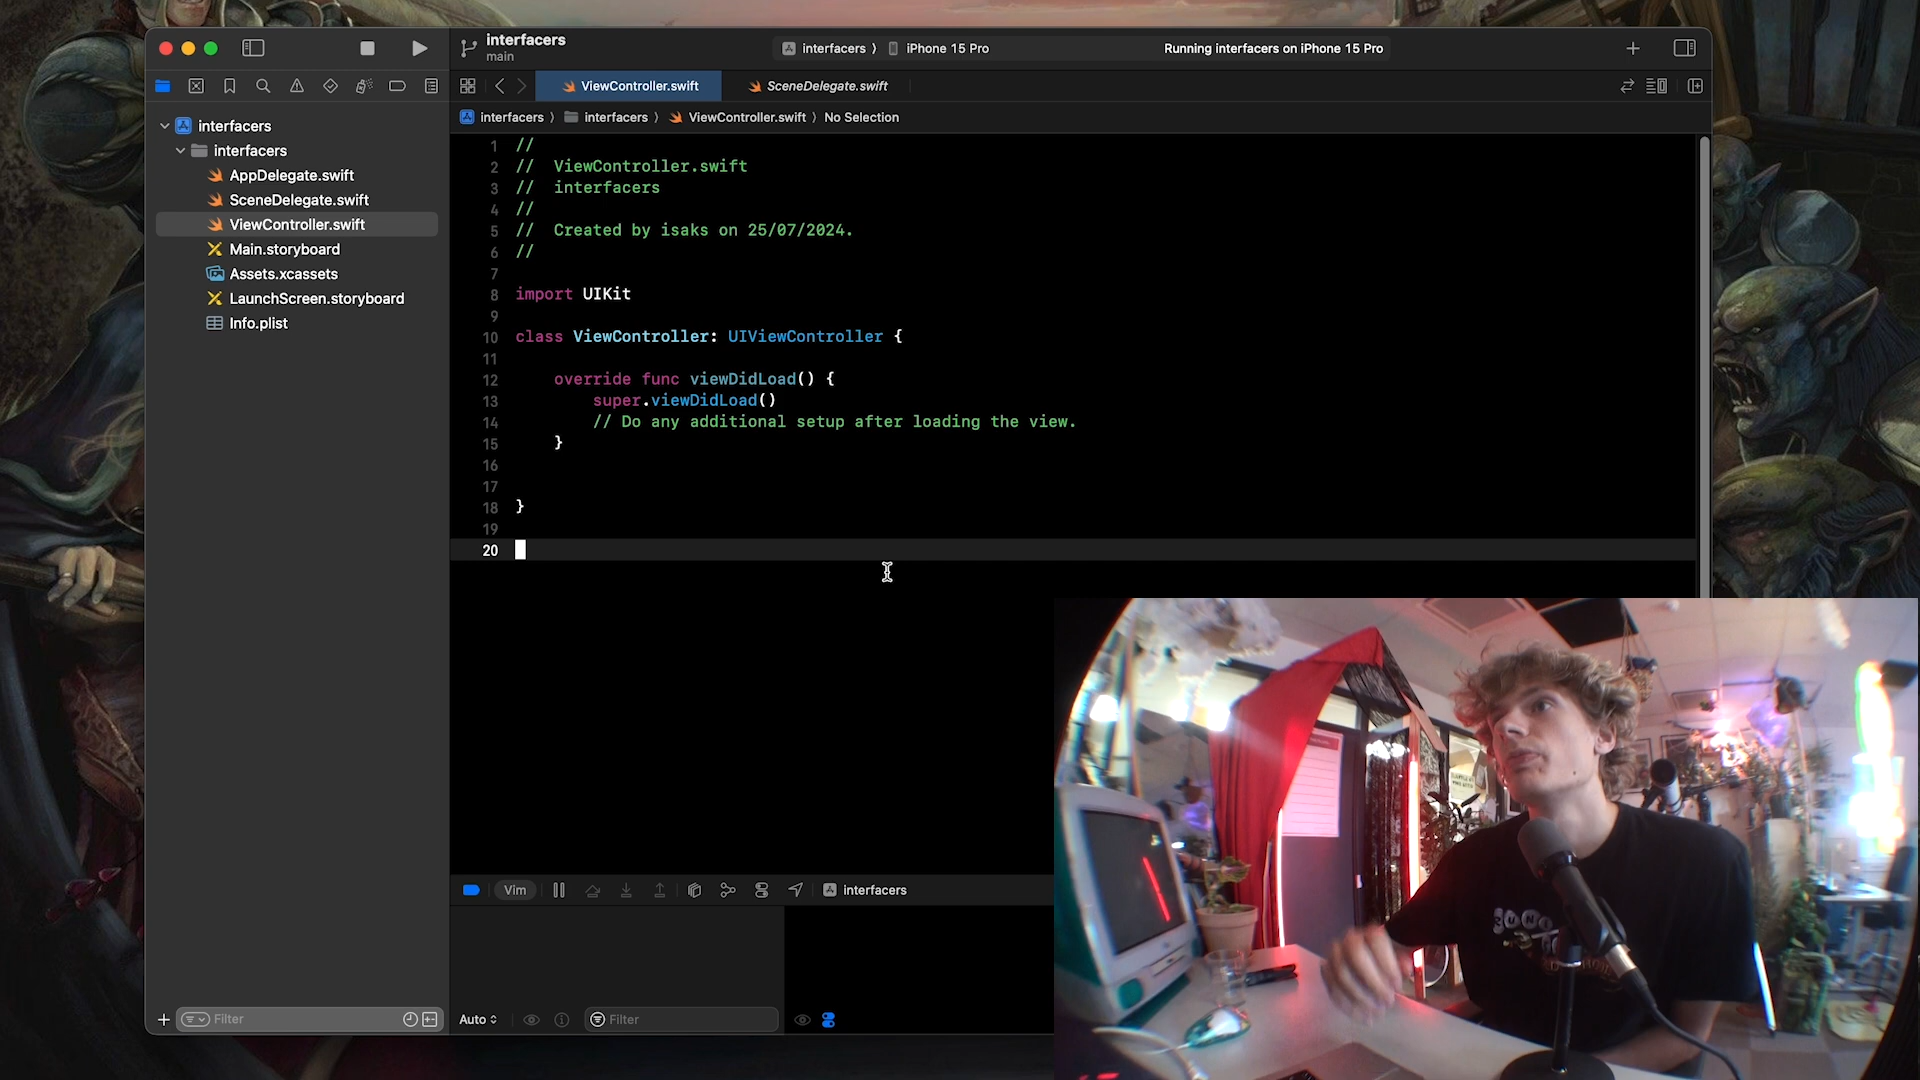 interfacers
main
interfacers
iPhone 15 Pro
Running interfacers on iPhone 15 Pro
ViewController.swift
SceneDelegate.swift
interfacers
interfacers
ViewController.swift
No Selection
interfacers
interfacers
AppDelegate.swift
SceneDelegate.swift
ViewController.swift
Main.storyboard
Assets.xcassets
LaunchScreen.storyboard
Info.plist
1 //
2 // ViewController.swift
3 // interfacers
4 //
5 // Created by isaks on 25/07/2024.
6 //
7
8 import UIKit
9
10 class ViewController: UIViewController {
11
12 override func viewDidLoad() {
13 super.viewDidLoad()
14 // Do any additional setup after loading the view.
15 }
16
17
18 }
19
20
Vim
interfacers
Filter
Auto
Filter